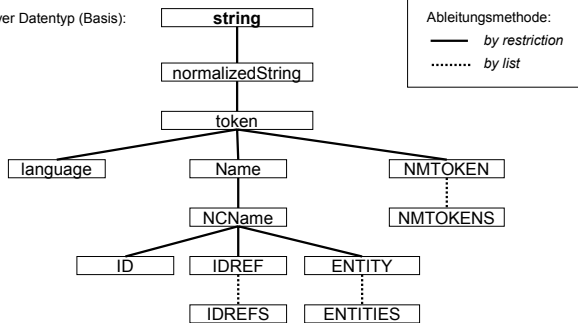 ver Datentyp (Basis):
string
Ableitungsmethode:
by restriction
by list
normalizedString
token
language Name NMTOKEN
NCName NMTOKENS
ID IDREF ENTITY
IDREFS ENTITIES